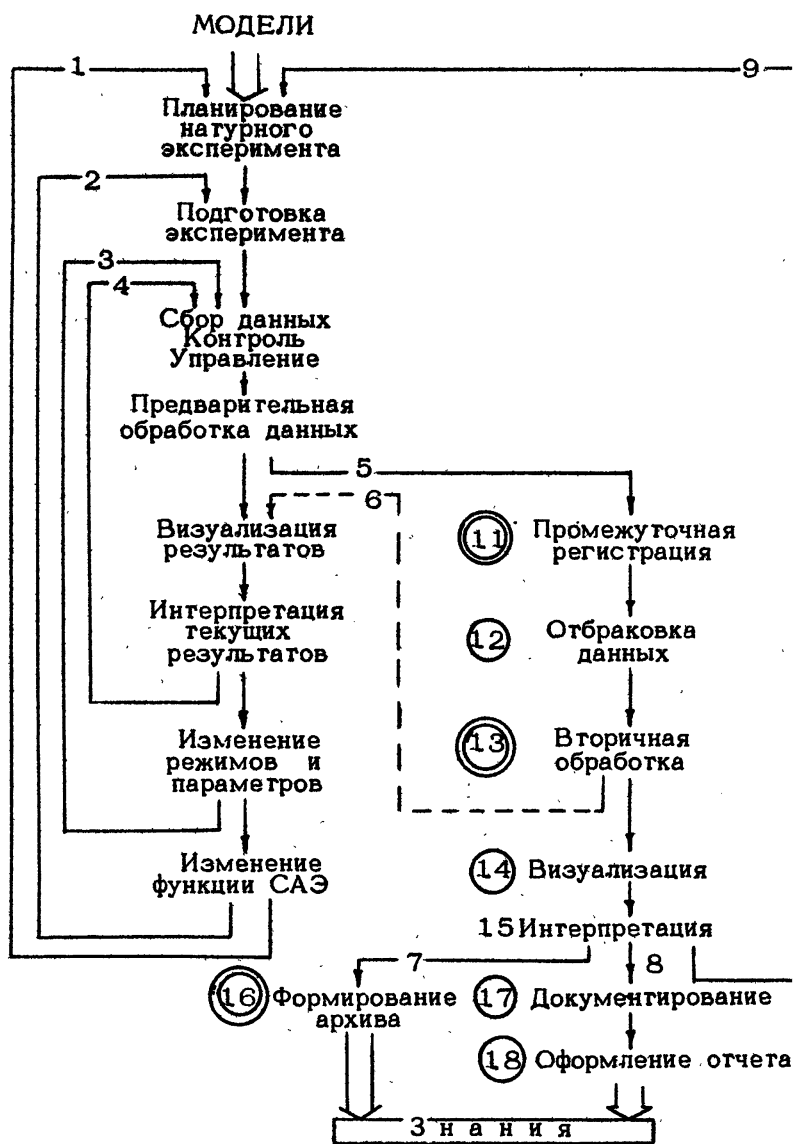 МОДЕЛИ
1
9
Планирование
натурного
эксперимента
2
Подготовка
эксперимента
3
4
Сбор данных
Контроль
Управление
Предварительная
обработка данных
5
6
Визуализация
результатов
11
Промежуточная
регистрация
Интерпретация
текущих
результатов
12
Отбраковка
данных
Изменение
режимов и
параметров
13
Вторичная
обработка
Изменение
функции САЭ
14 Визуализация
15 Интерпретация
7
8
16 Формирование
архива
17 Документирование
18 Оформление отчета
Знания